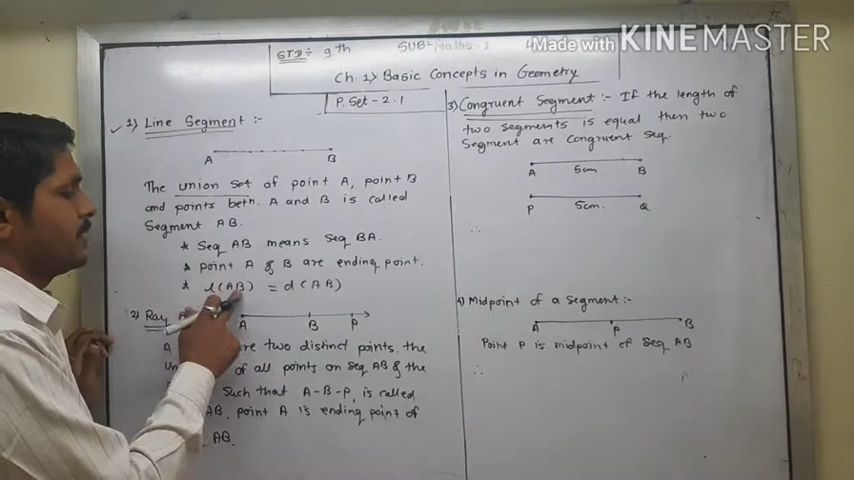 STD÷ 9th SUB-Maths-I
Made with KINEMASTER
Ch. 1) Basic Concepts in Geometry
P. Set - 2.1
1) Line Segment :-
A B
The union set of point A, point B
and points betn. A and B is called
Segment AB.
* Seg AB means seg BA.
* point A & B are ending point.
* l(AB) = d(AB)
2) Ray A
A B P
A are two distinct points. the
of all points on seg AB & the
Such that A-B-P, is called
AB. point A is ending point of
AB.
3) Congruent Segment :- If the length of
two segments is equal then two
Segment are congruent seg.
A 5cm B
P 5cm. Q
∴
4) Midpoint of a segment :-
A P B
Point P is midpoint of seg AB
∴